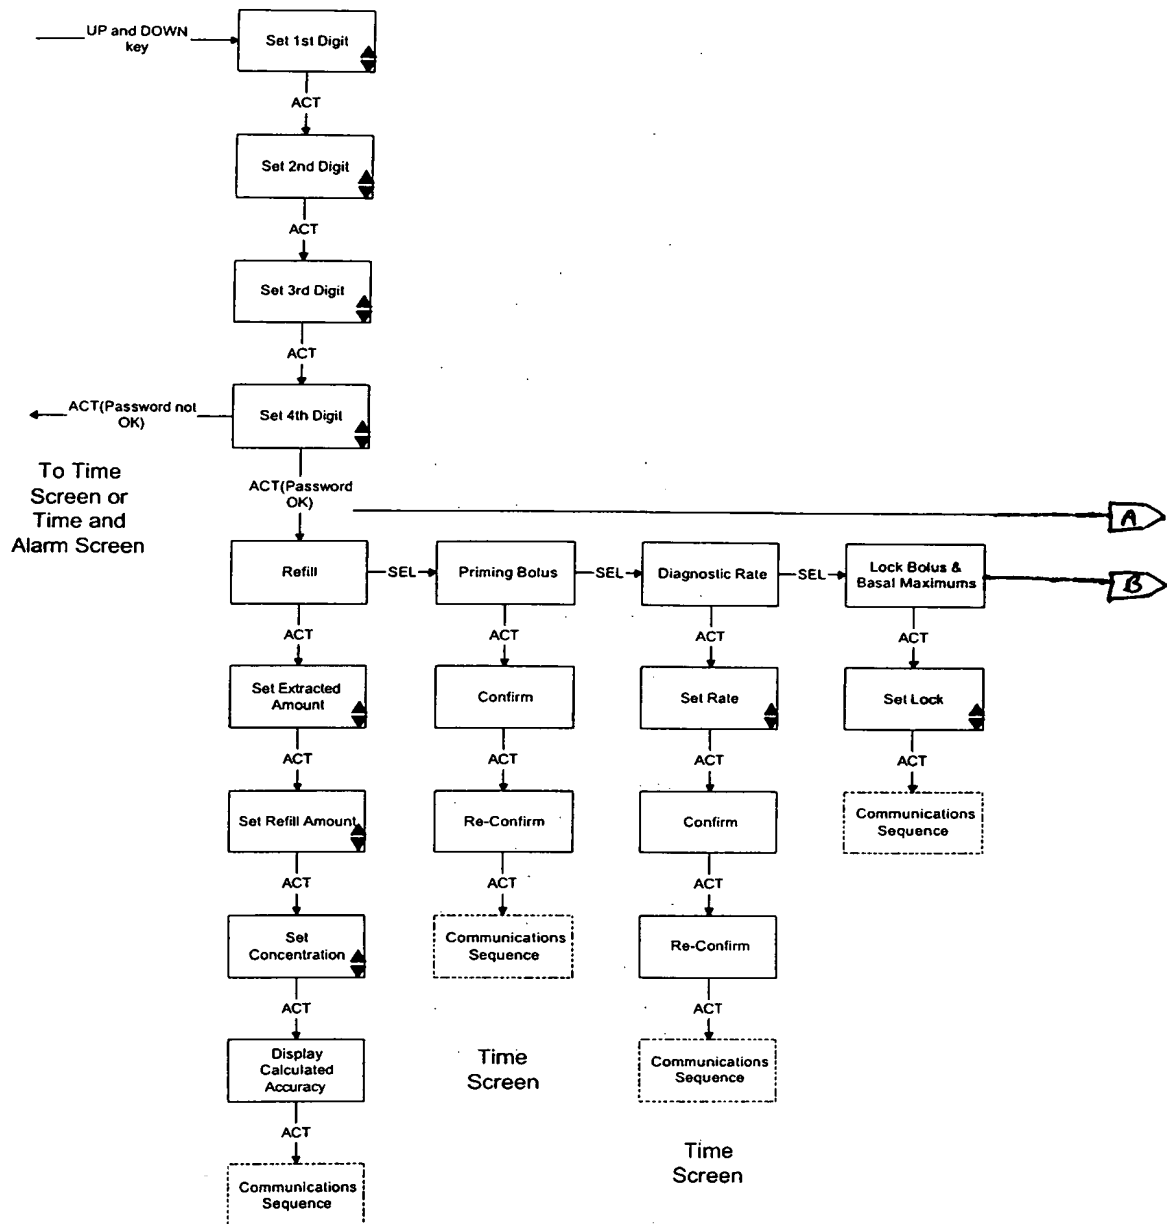 UP and DOWN
key
Set 1st Digit
ACT
Set 2nd Digit
ACT
Set 3rd Digit
ACT
ACT(Password not
OK)
Set 4th Digit
To Time
Screen or
Time and
Alarm Screen
ACT(Password
OK)
A
Refill
SEL
Priming Bolus
SEL
Diagnostic Rate
SEL
Lock Bolus &
Basal Maximums
B
ACT
ACT
ACT
ACT
Set Extracted
Amount
Confirm
Set Rate
Set Lock
ACT
ACT
ACT
ACT
Set Refill Amount
Re-Confirm
Confirm
Communications
Sequence
ACT
ACT
ACT
Set
Concentration
Communications
Sequence
Re-Confirm
ACT
ACT
Display
Calculated
Accuracy
Time
Screen
Communications
Sequence
ACT
Time
Screen
Communications
Sequence